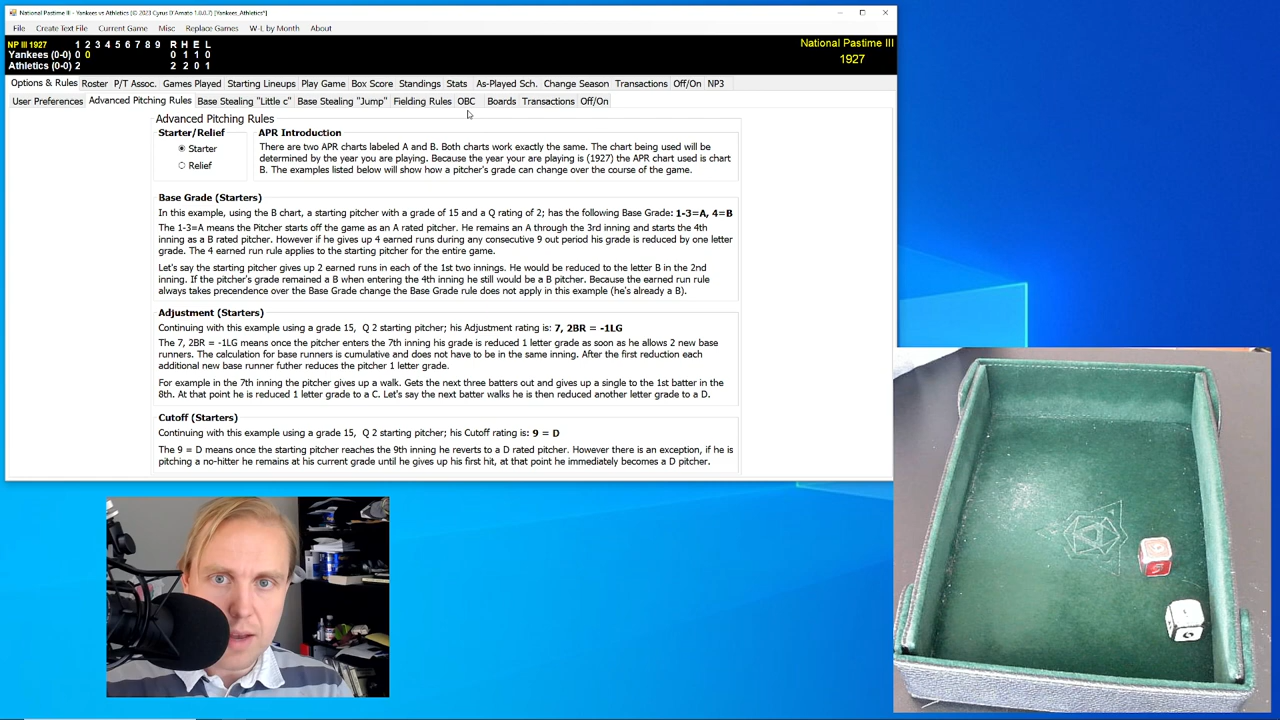 National Pastime III - Yankees vs Athletics (© 2023 Cyrus D Amato 1.0.0.7) [Yankees_Athletics*]
File Create Text File Current Game Misc Replace Games W-L by Month About
NP III 1927 1 2 3 4 5 6 7 8 9 R H E L
Yankees (0-0) 0 0 0 1 1 0
Athletics (0-0) 2 2 2 0 1
National Pastime III
1927
Options & Rules Roster P/T Assoc. Games Played Starting Lineups Play Game Box Score Standings Stats As-Played Sch. Change Season Transactions Off/On NP3
User Preferences Advanced Pitching Rules Base Stealing "Little c" Base Stealing "Jump" Fielding Rules OBC Boards Transactions Off/On
Advanced Pitching Rules
Starter/Relief
Starter
Relief
APR Introduction
There are two APR charts labeled A and B. Both charts work exactly the same. The chart being used will
determined by the year you are playing. Because the year your are playing is (1927) the APR chart used is chart
B. The examples listed below will show how a pitcher's grade can change over the course of the game.
Base Grade (Starters)
In this example, using the B chart, a starting pitcher with a grade of 15 and a Q rating of 2; has the following Base Grade: 1-3=A, 4=B
The 1-3=A means the Pitcher starts off the game as an A rated pitcher. He remains an A through the 3rd inning and starts the 4th
inning as a B rated pitcher. However if he gives up 4 earned runs during any consecutive 9 out period his grade is reduced by one letter
grade. The 4 earned run rule applies to the starting pitcher for the entire game.
Let's say the starting pitcher gives up 2 earned runs in each of the 1st two innings. He would be reduced to the letter B in the 2nd
inning. If the pitcher's grade remained a B when entering the 4th inning he still would be a B pitcher. Because the earned run rule
always takes precendence over the Base Grade change the Base Grade rule does not apply in this example (he's already a B).
Adjustment (Starters)
Continuing with this example using a grade 15, Q 2 starting pitcher; his Adjustment rating is: 7, 2BR = -1LG
The 7, 2BR = -1LG means once the pitcher enters the 7th inning his grade is reduced 1 letter grade as soon as he allows 2 new base
runners. The calculation for base runners is cumulative and does not have to be in the same inning. After the first reduction each
additional new base runner futher reduces the pitcher 1 letter grade.
For example in the 7th inning the pitcher gives up a walk. Gets the next three batters out and gives up a single to the 1st batter in the
8th. At that point he is reduced 1 letter grade to a C. Let's say the next batter walks he is then reduced another letter grade to a D.
Cutoff (Starters)
Continuing with this example using a grade 15, Q 2 starting pitcher; his Cutoff rating is: 9 = D
The 9 = D means once the starting pitcher reaches the 9th inning he reverts to a D rated pitcher. However there is an exception, if he is
pitching a no-hitter he remains at his current grade until he gives up his first hit, at that point he immediately becomes a D pitcher.